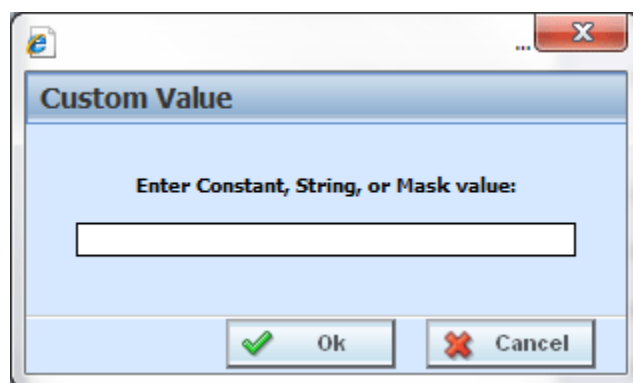 ...
Custom Value
Enter Constant, String, or Mask value:
Ok Cancel